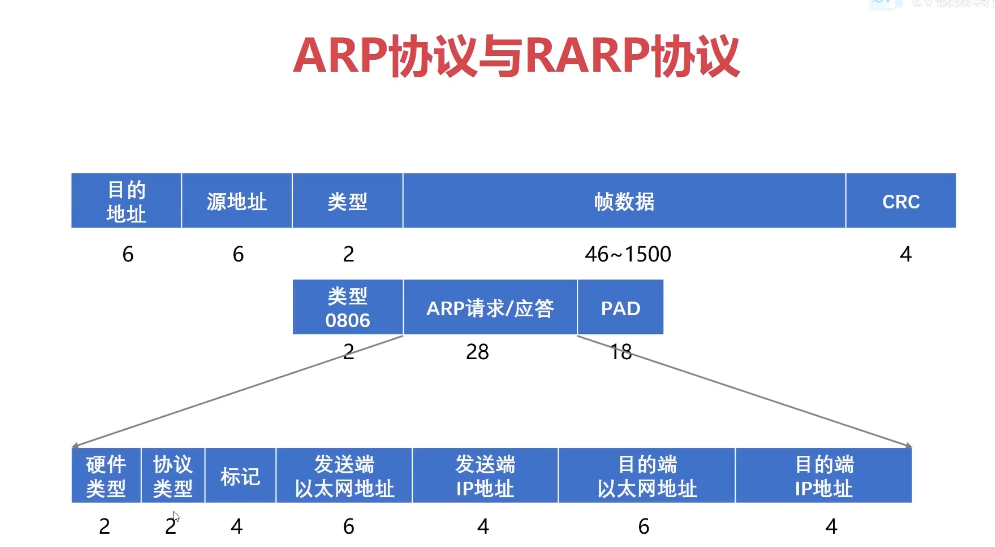 ARP协议与RARP协议
目的
地址
源地址
类型
帧数据
CRC
6
6
2
46~1500
4
类型
0806
ARP请求/应答
PAD
2
28
18
硬件
类型
协议
类型
标记
发送端
以太网地址
发送端
IP地址
目的端
以太网地址
目的端
IP地址
2
2
4
6
4
6
4